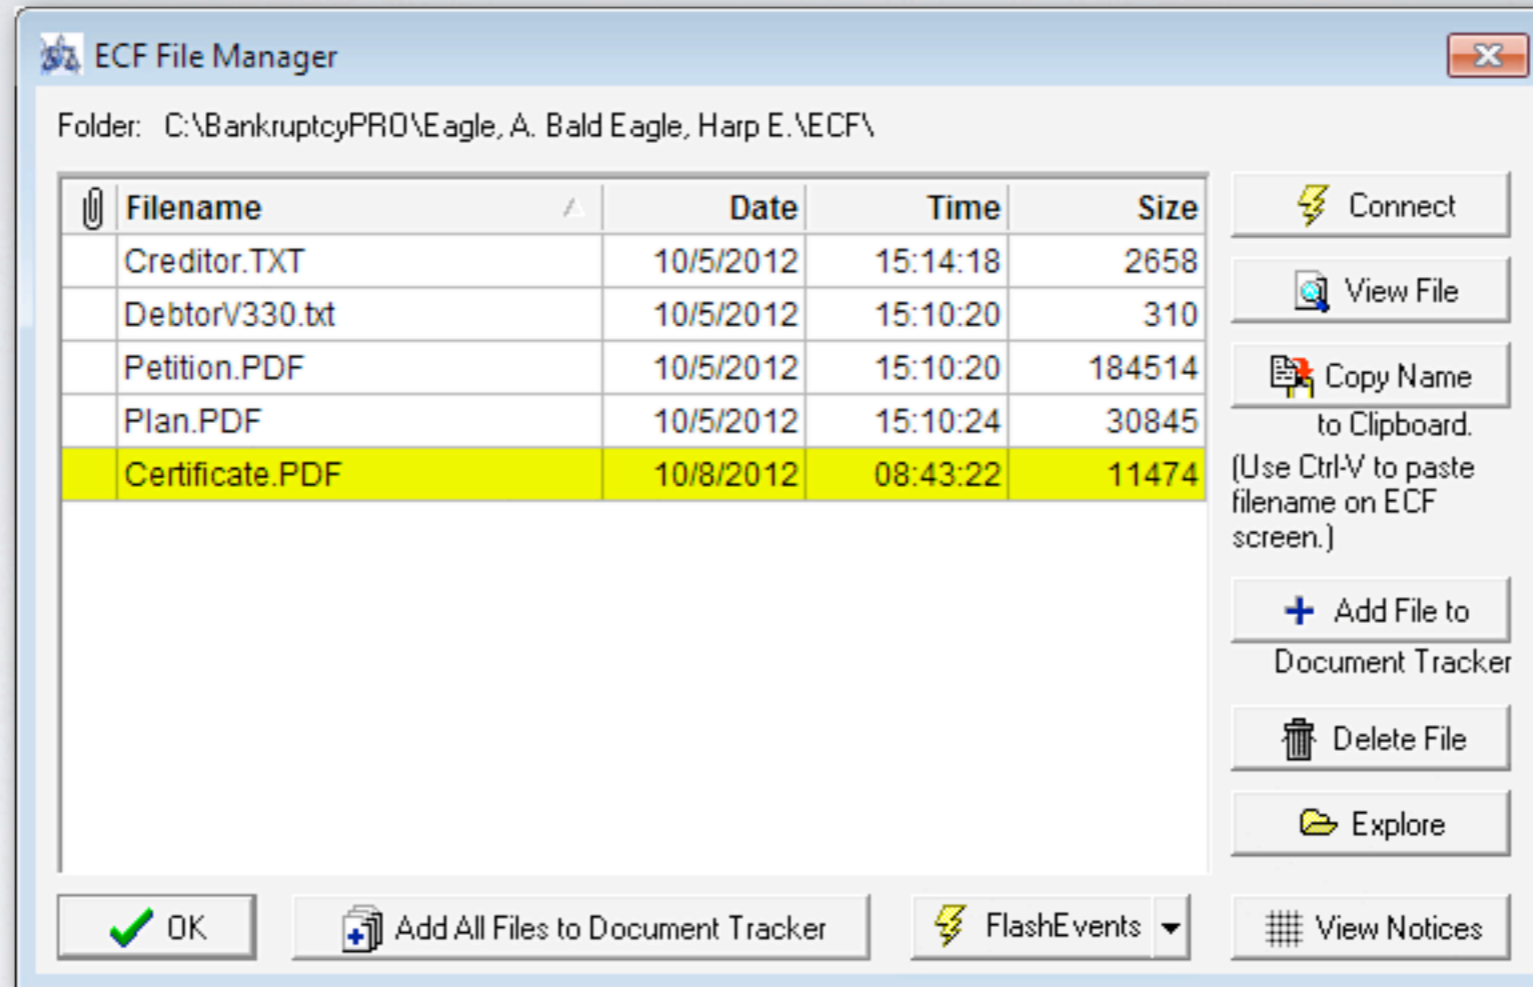 ECF File Manager
Folder: C:\BankruptcyPRO\Eagle, A. Bald Eagle, Harp E.\ECF\
Filename Date Time Size
Creditor.TXT 10/5/2012 15:14:18 2658
DebtorV330.txt 10/5/2012 15:10:20 310
Petition.PDF 10/5/2012 15:10:20 184514
Plan.PDF 10/5/2012 15:10:24 30845
Certificate.PDF 10/8/2012 08:43:22 11474
Connect
View File
Copy Name
to Clipboard.
(Use Ctrl-V to paste
filename on ECF
screen.)
Add File to
Document Tracker
Delete File
Explore
OK Add All Files to Document Tracker FlashEvents View Notices